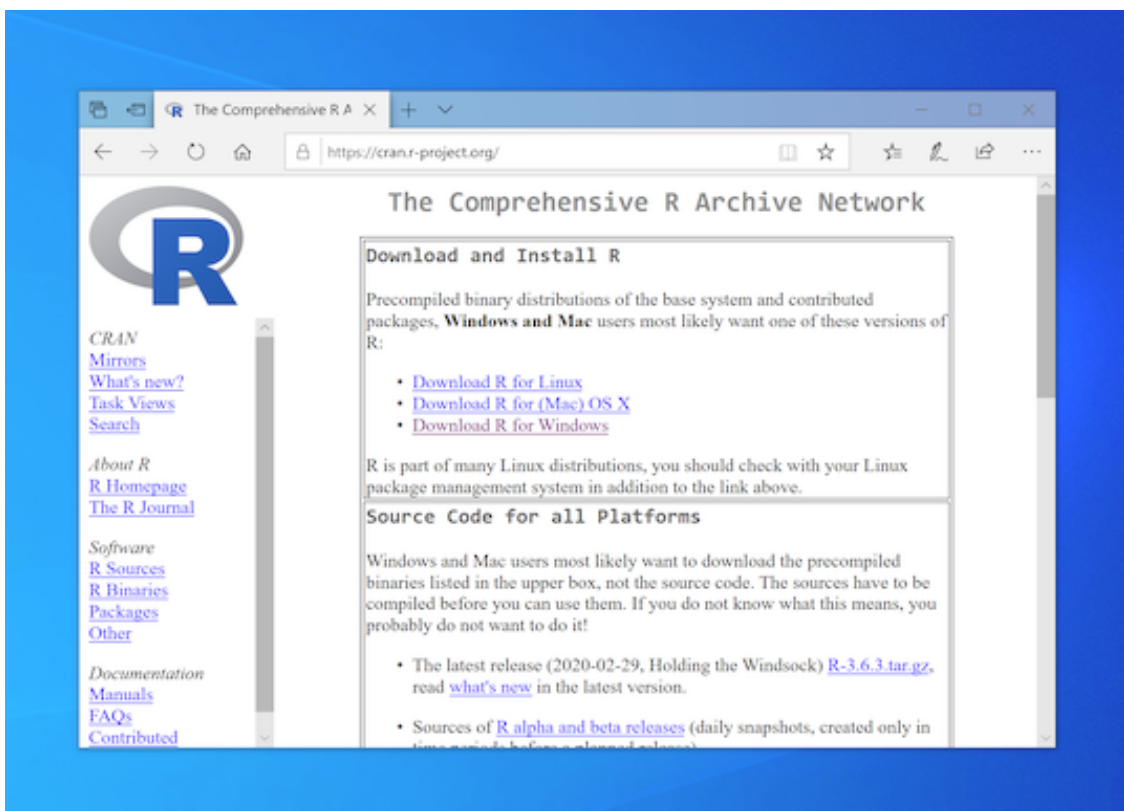 The Comprehensive R A
https://cran.r-project.org/
R
CRAN
Mirrors
What's new?
Task Views
Search
About R
R Homepage
The R Journal
Software
R Sources
R Binaries
Packages
Other
Documentation
Manuals
FAQs
Contributed
The Comprehensive R Archive Network
Download and Install R
Precompiled binary distributions of the base system and contributed
packages, Windows and Mac users most likely want one of these versions of
R:
• Download R for Linux
• Download R for (Mac) OS X
• Download R for Windows
R is part of many Linux distributions, you should check with your Linux
package management system in addition to the link above.
Source Code for all Platforms
Windows and Mac users most likely want to download the precompiled
binaries listed in the upper box, not the source code. The sources have to be
compiled before you can use them. If you do not know what this means, you
probably do not want to do it!
• The latest release (2020-02-29, Holding the Windsock) R-3.6.3.tar.gz,
read what's new in the latest version.
• Sources of R alpha and beta releases (daily snapshots, created only in
time periods before a planned release).